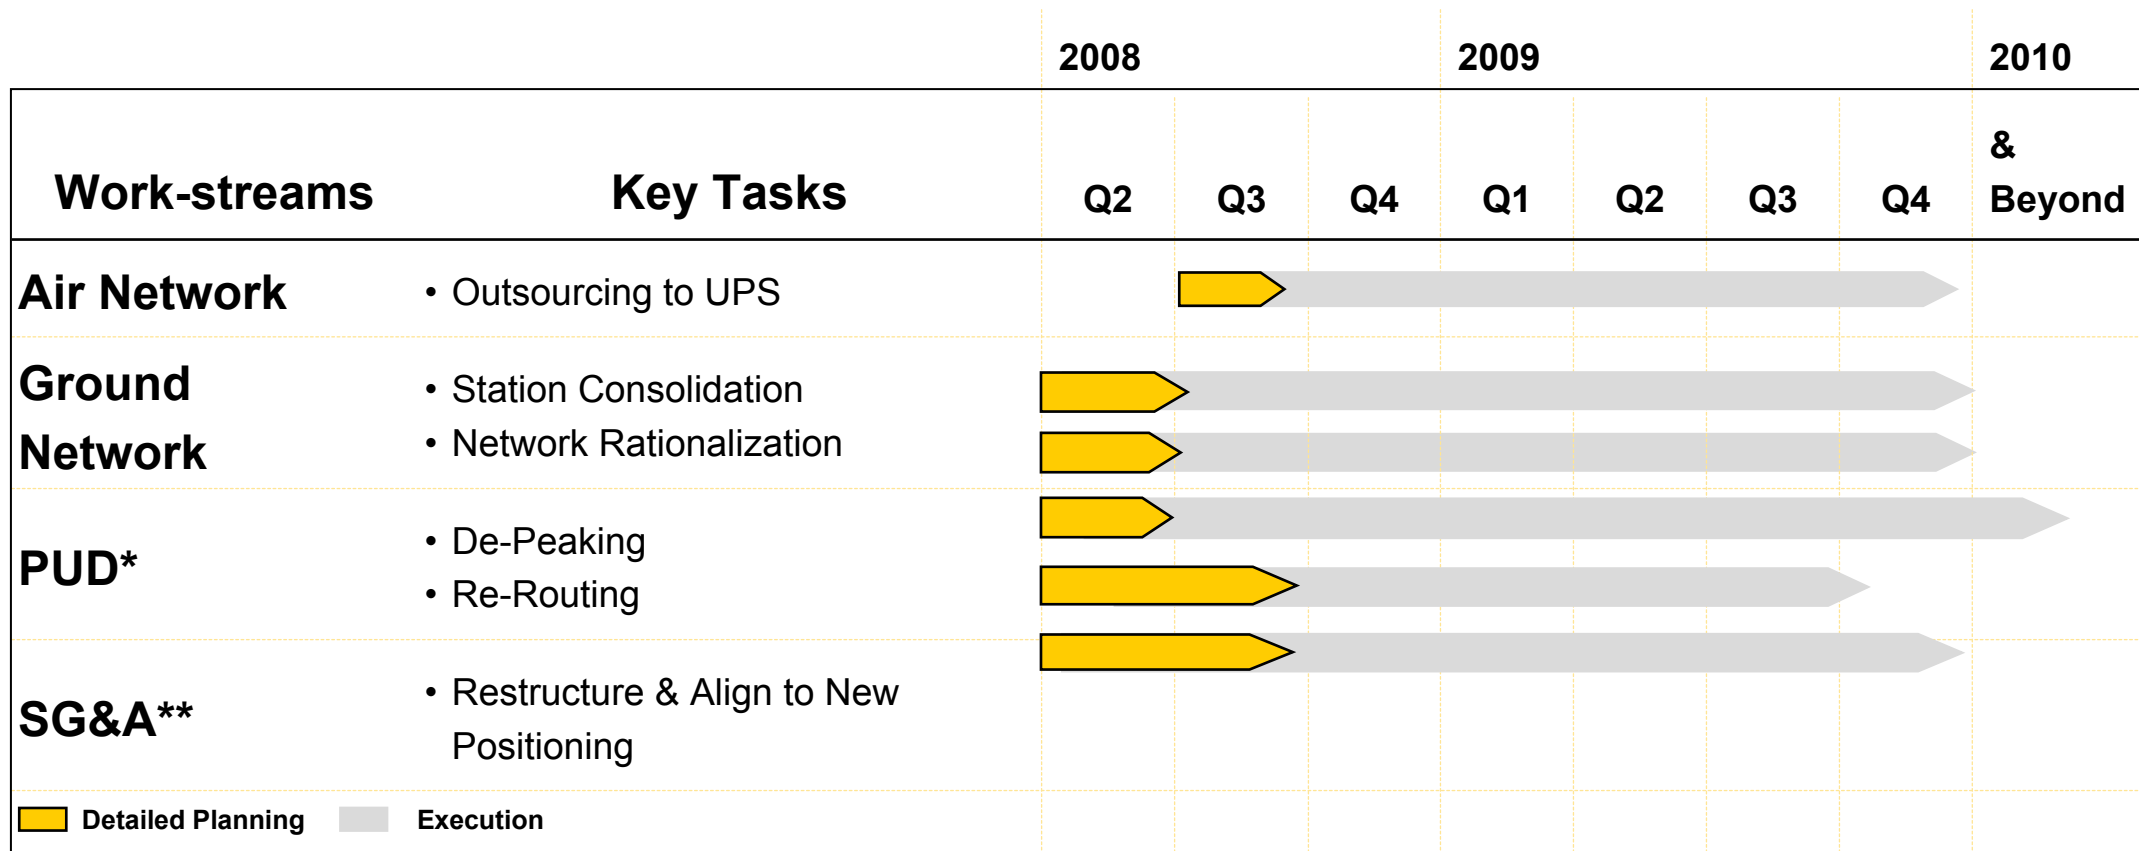 2008 2009 2010
Work-streams Key Tasks Q2 Q3 Q4 Q1 Q2 Q3 Q4 & Beyond
Air Network • Outsourcing to UPS
Ground • Station Consolidation
Network • Network Rationalization
PUD* • De-Peaking
• Re-Routing
SG&A** • Restructure & Align to New
Positioning
Detailed Planning Execution